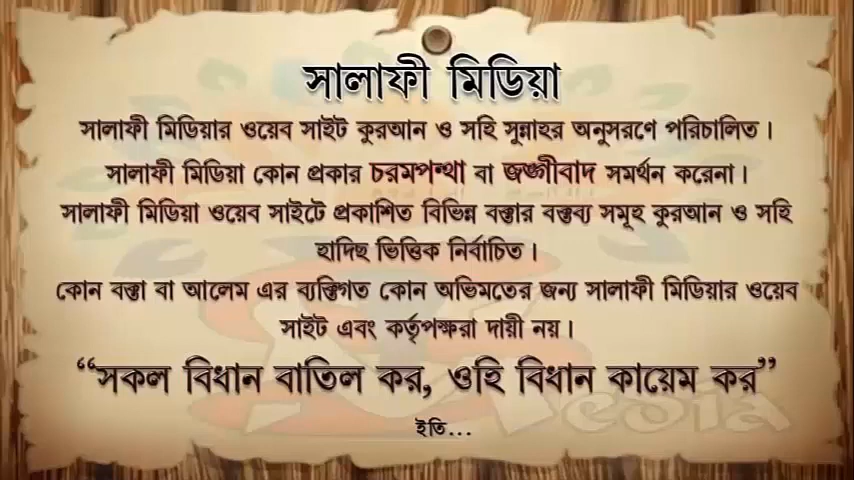 সালাফী মিডিয়া
সালাফী মিডিয়ার ওয়েব সাইট কুরআন ও সহি সুন্নাহর অনুসরণে পরিচালিত।
সালাফী মিডিয়া কোন প্রকার চরমপন্থা বা জঙ্গীবাদ সমর্থন করেনা।
সালাফী মিডিয়া ওয়েব সাইটে প্রকাশিত বিভিন্ন বক্তার বক্তব্য সমূহ কুরআন ও সহি
হাদিছ ভিত্তিক নির্বাচিত।
কোন বক্তা বা আলেম এর ব্যক্তিগত কোন অভিমতের জন্য সালাফী মিডিয়ার ওয়েব
সাইট এবং কর্তৃপক্ষরা দায়ী নয়।
“সকল বিধান বাতিল কর, ওহি বিধান কায়েম কর”
ইতি...